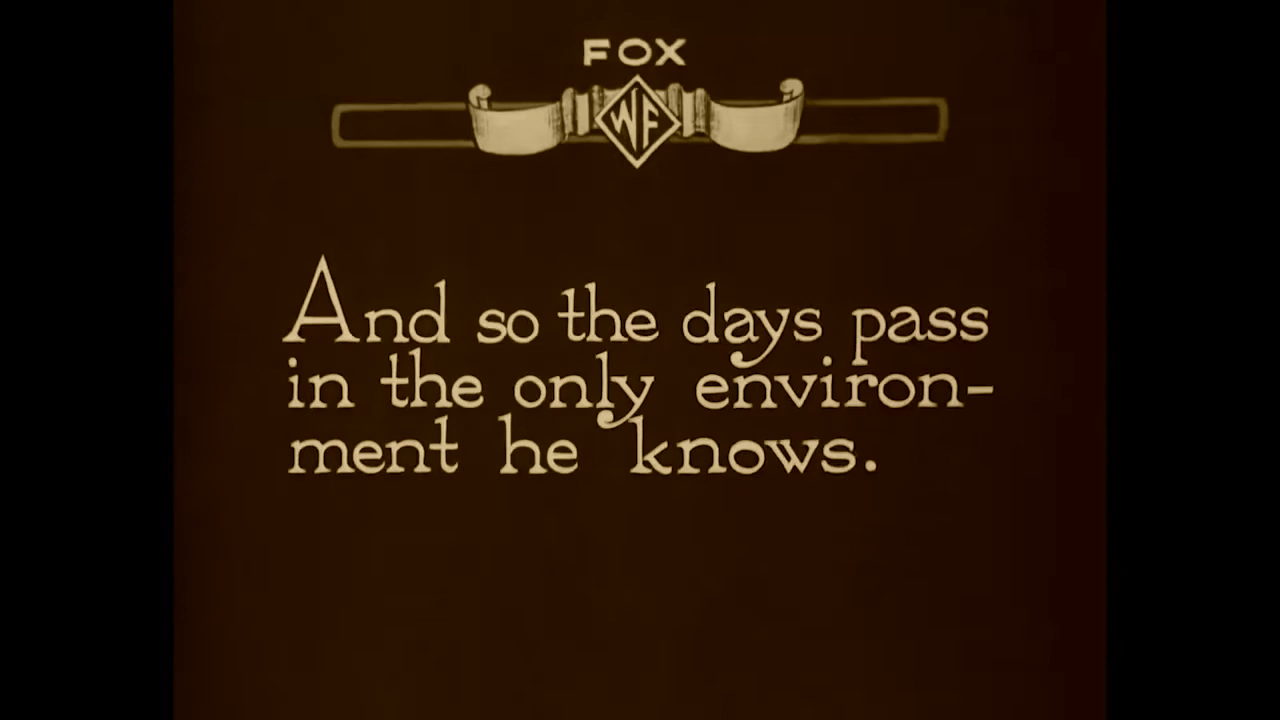 FOX
WF
And so the days pass
in the only environ-
ment he knows.